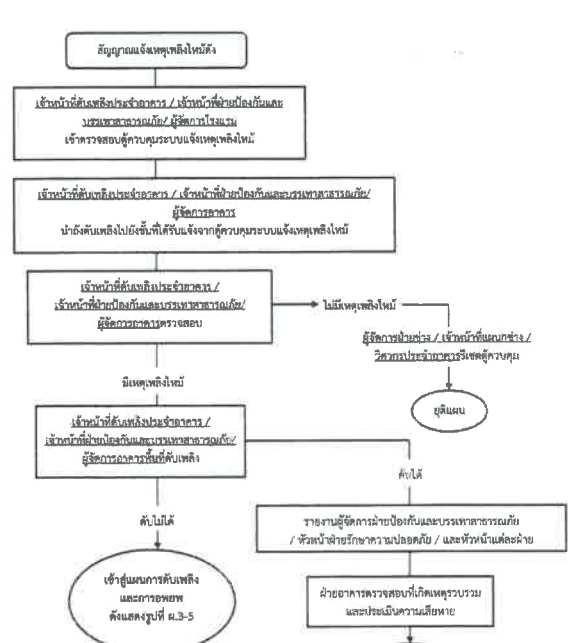 สัญญาณแจ้งเหตุเพลิงไหม้ดัง
เจ้าหน้าที่ดับเพลิงประจำอาคาร / เจ้าหน้าที่ฝ่ายป้องกันและ
บรรเทาสาธารณภัย/ ผู้จัดการโรงแรม
เข้าตรวจสอบตู้ควบคุมระบบแจ้งเหตุเพลิงไหม้
เจ้าหน้าที่ดับเพลิงประจำอาคาร / เจ้าหน้าที่ฝ่ายป้องกันและบรรเทาสาธารณภัย/
ผู้จัดการอาคาร
นำถังดับเพลิงไปยังชั้นที่ได้รับแจ้งจากตู้ควบคุมระบบแจ้งเหตุเพลิงไหม้
เจ้าหน้าที่ดับเพลิงประจำอาคาร /
เจ้าหน้าที่ฝ่ายป้องกันและบรรเทาสาธารณภัย/
ผู้จัดการอาคารตรวจสอบ
ไม่มีเหตุเพลิงไหม้
ผู้จัดการฝ่ายช่าง / เจ้าหน้าที่แผนกช่าง /
วิศวกรประจำอาคารรีเซตตู้ควบคุม
ยุติแผน
มีเหตุเพลิงไหม้
เจ้าหน้าที่ดับเพลิงประจำอาคาร /
เจ้าหน้าที่ฝ่ายป้องกันและบรรเทาสาธารณภัย/
ผู้จัดการอาคารพื้นที่ดับเพลิง
ดับได้
ดับไม่ได้
รายงานผู้จัดการฝ่ายป้องกันและบรรเทาสาธารณภัย
/ หัวหน้าฝ่ายรักษาความปลอดภัย / และหัวหน้าแต่ละฝ่าย
เข้าสู่แผนการดับเพลิง
และการอพยพ
ดังแสดงรูปที่ ผ.3-5
ฝ่ายอาคารตรวจสอบที่เกิดเหตุรวบรวม
และประเมินความเสียหาย